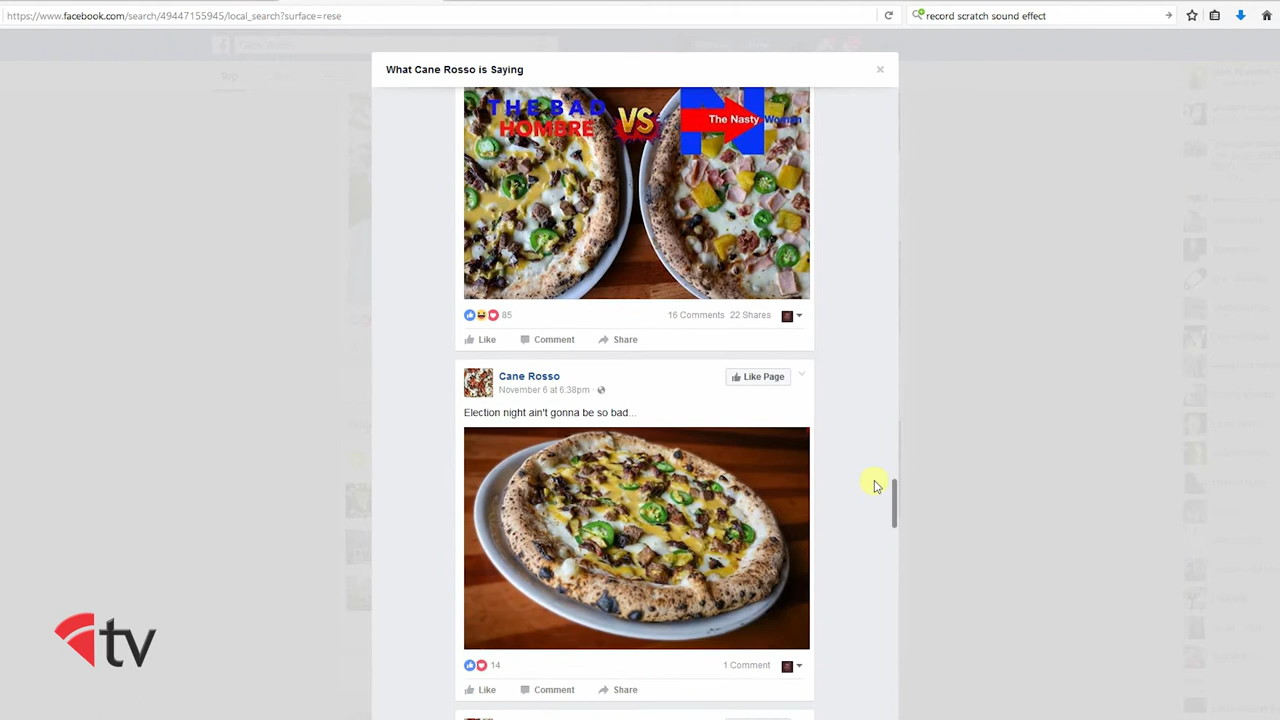 https://www.facebook.com/search/49447155945/local_search?surface=rese
record scratch sound effect
What Cane Rosso is Saying
THE BAD
HOMBRE
VS
The Nasty Woman
85
16 Comments 22 Shares
Like Comment Share
Cane Rosso
Like Page
November 6 at 6:38pm
Election night ain't gonna be so bad...
14
1 Comment
Like Comment Share
tv